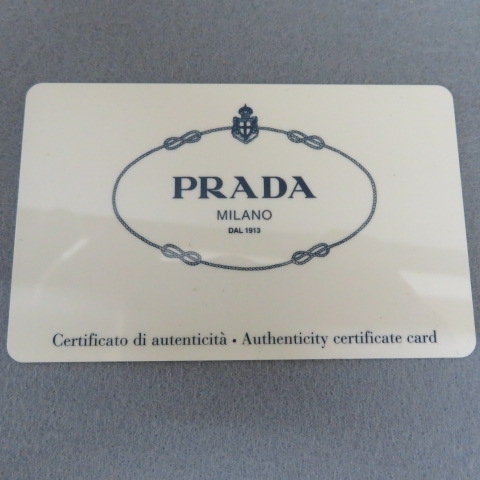 PRADA
MILANO
DAL 1913
Certificato di autenticità • Authenticity certificate card